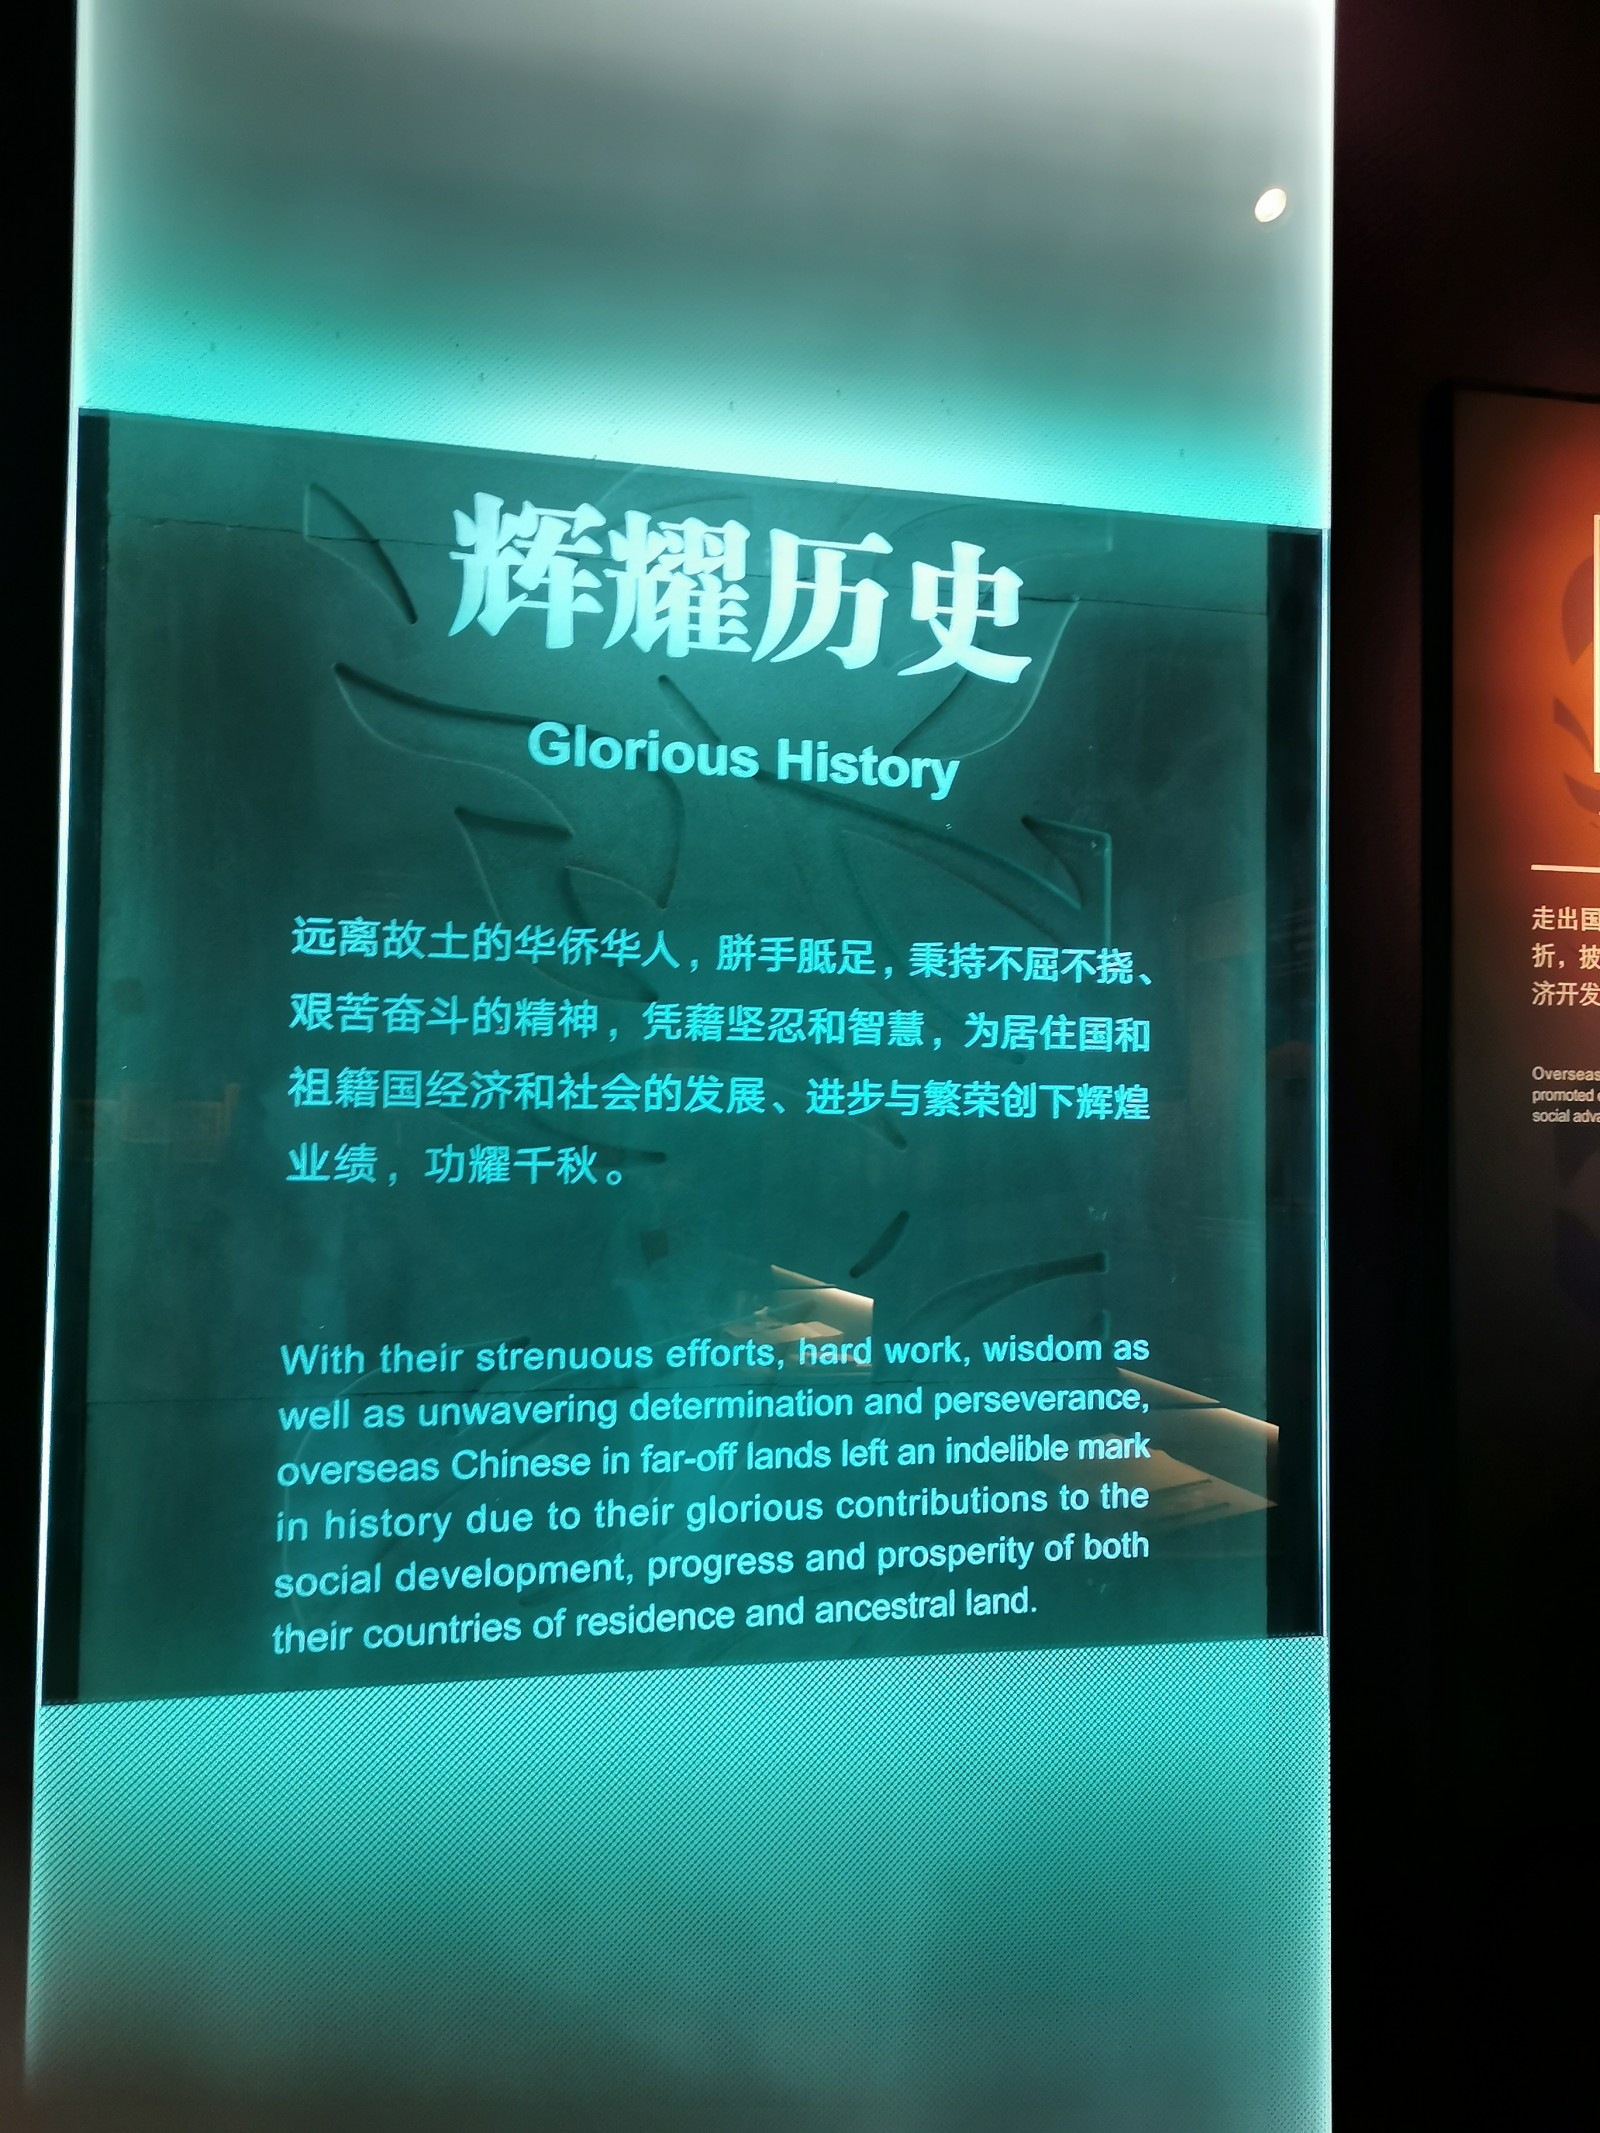 辉耀历史
Glorious History
远离故土的华侨华人，胼手胝足，秉持不屈不挠、
艰苦奋斗的精神，凭藉坚忍和智慧，为居住国和
祖籍国经济和社会的发展、进步与繁荣创下辉煌
业绩，功耀千秋。
With their strenuous efforts, hard work, wisdom as
well as unwavering determination and perseverance,
overseas Chinese in far-off lands left an indelible mark
in history due to their glorious contributions to the
social development, progress and prosperity of both
their countries of residence and ancestral land.
走出国
折，披
济开发
Overseas
promoted
social adva